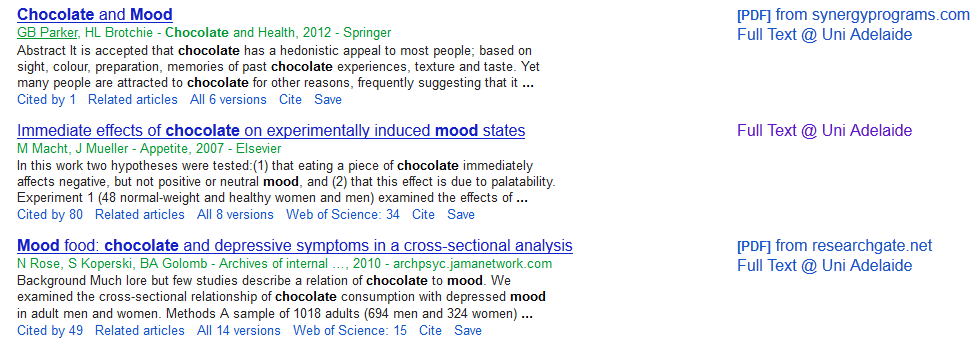 Chocolate and Mood
[PDF] from synergyprograms.com
GB Parker, HL Brotchie - Chocolate and Health, 2012 - Springer
Full Text @ Uni Adelaide
Abstract It is accepted that chocolate has a hedonistic appeal to most people; based on
sight, colour, preparation, memories of past chocolate experiences, texture and taste. Yet
many people are attracted to chocolate for other reasons, frequently suggesting that it ...
Cited by 1 Related articles All 6 versions Cite Save
Immediate effects of chocolate on experimentally induced mood states
Full Text @ Uni Adelaide
M Macht, J Mueller - Appetite, 2007 - Elsevier
In this work two hypotheses were tested:(1) that eating a piece of chocolate immediately
affects negative, but not positive or neutral mood, and (2) that this effect is due to palatability.
Experiment 1 (48 normal-weight and healthy women and men) examined the effects of ...
Cited by 80 Related articles All 8 versions Web of Science: 34 Cite Save
Mood food: chocolate and depressive symptoms in a cross-sectional analysis
[PDF] from researchgate.net
N Rose, S Koperski, BA Golomb - Archives of internal ..., 2010 - archpsyc.jamanetwork.com
Full Text @ Uni Adelaide
Background Much lore but few studies describe a relation of chocolate to mood. We
examined the cross-sectional relationship of chocolate consumption with depressed mood
in adult men and women. Methods A sample of 1018 adults (694 men and 324 women) ...
Cited by 49 Related articles All 14 versions Web of Science: 15 Cite Save